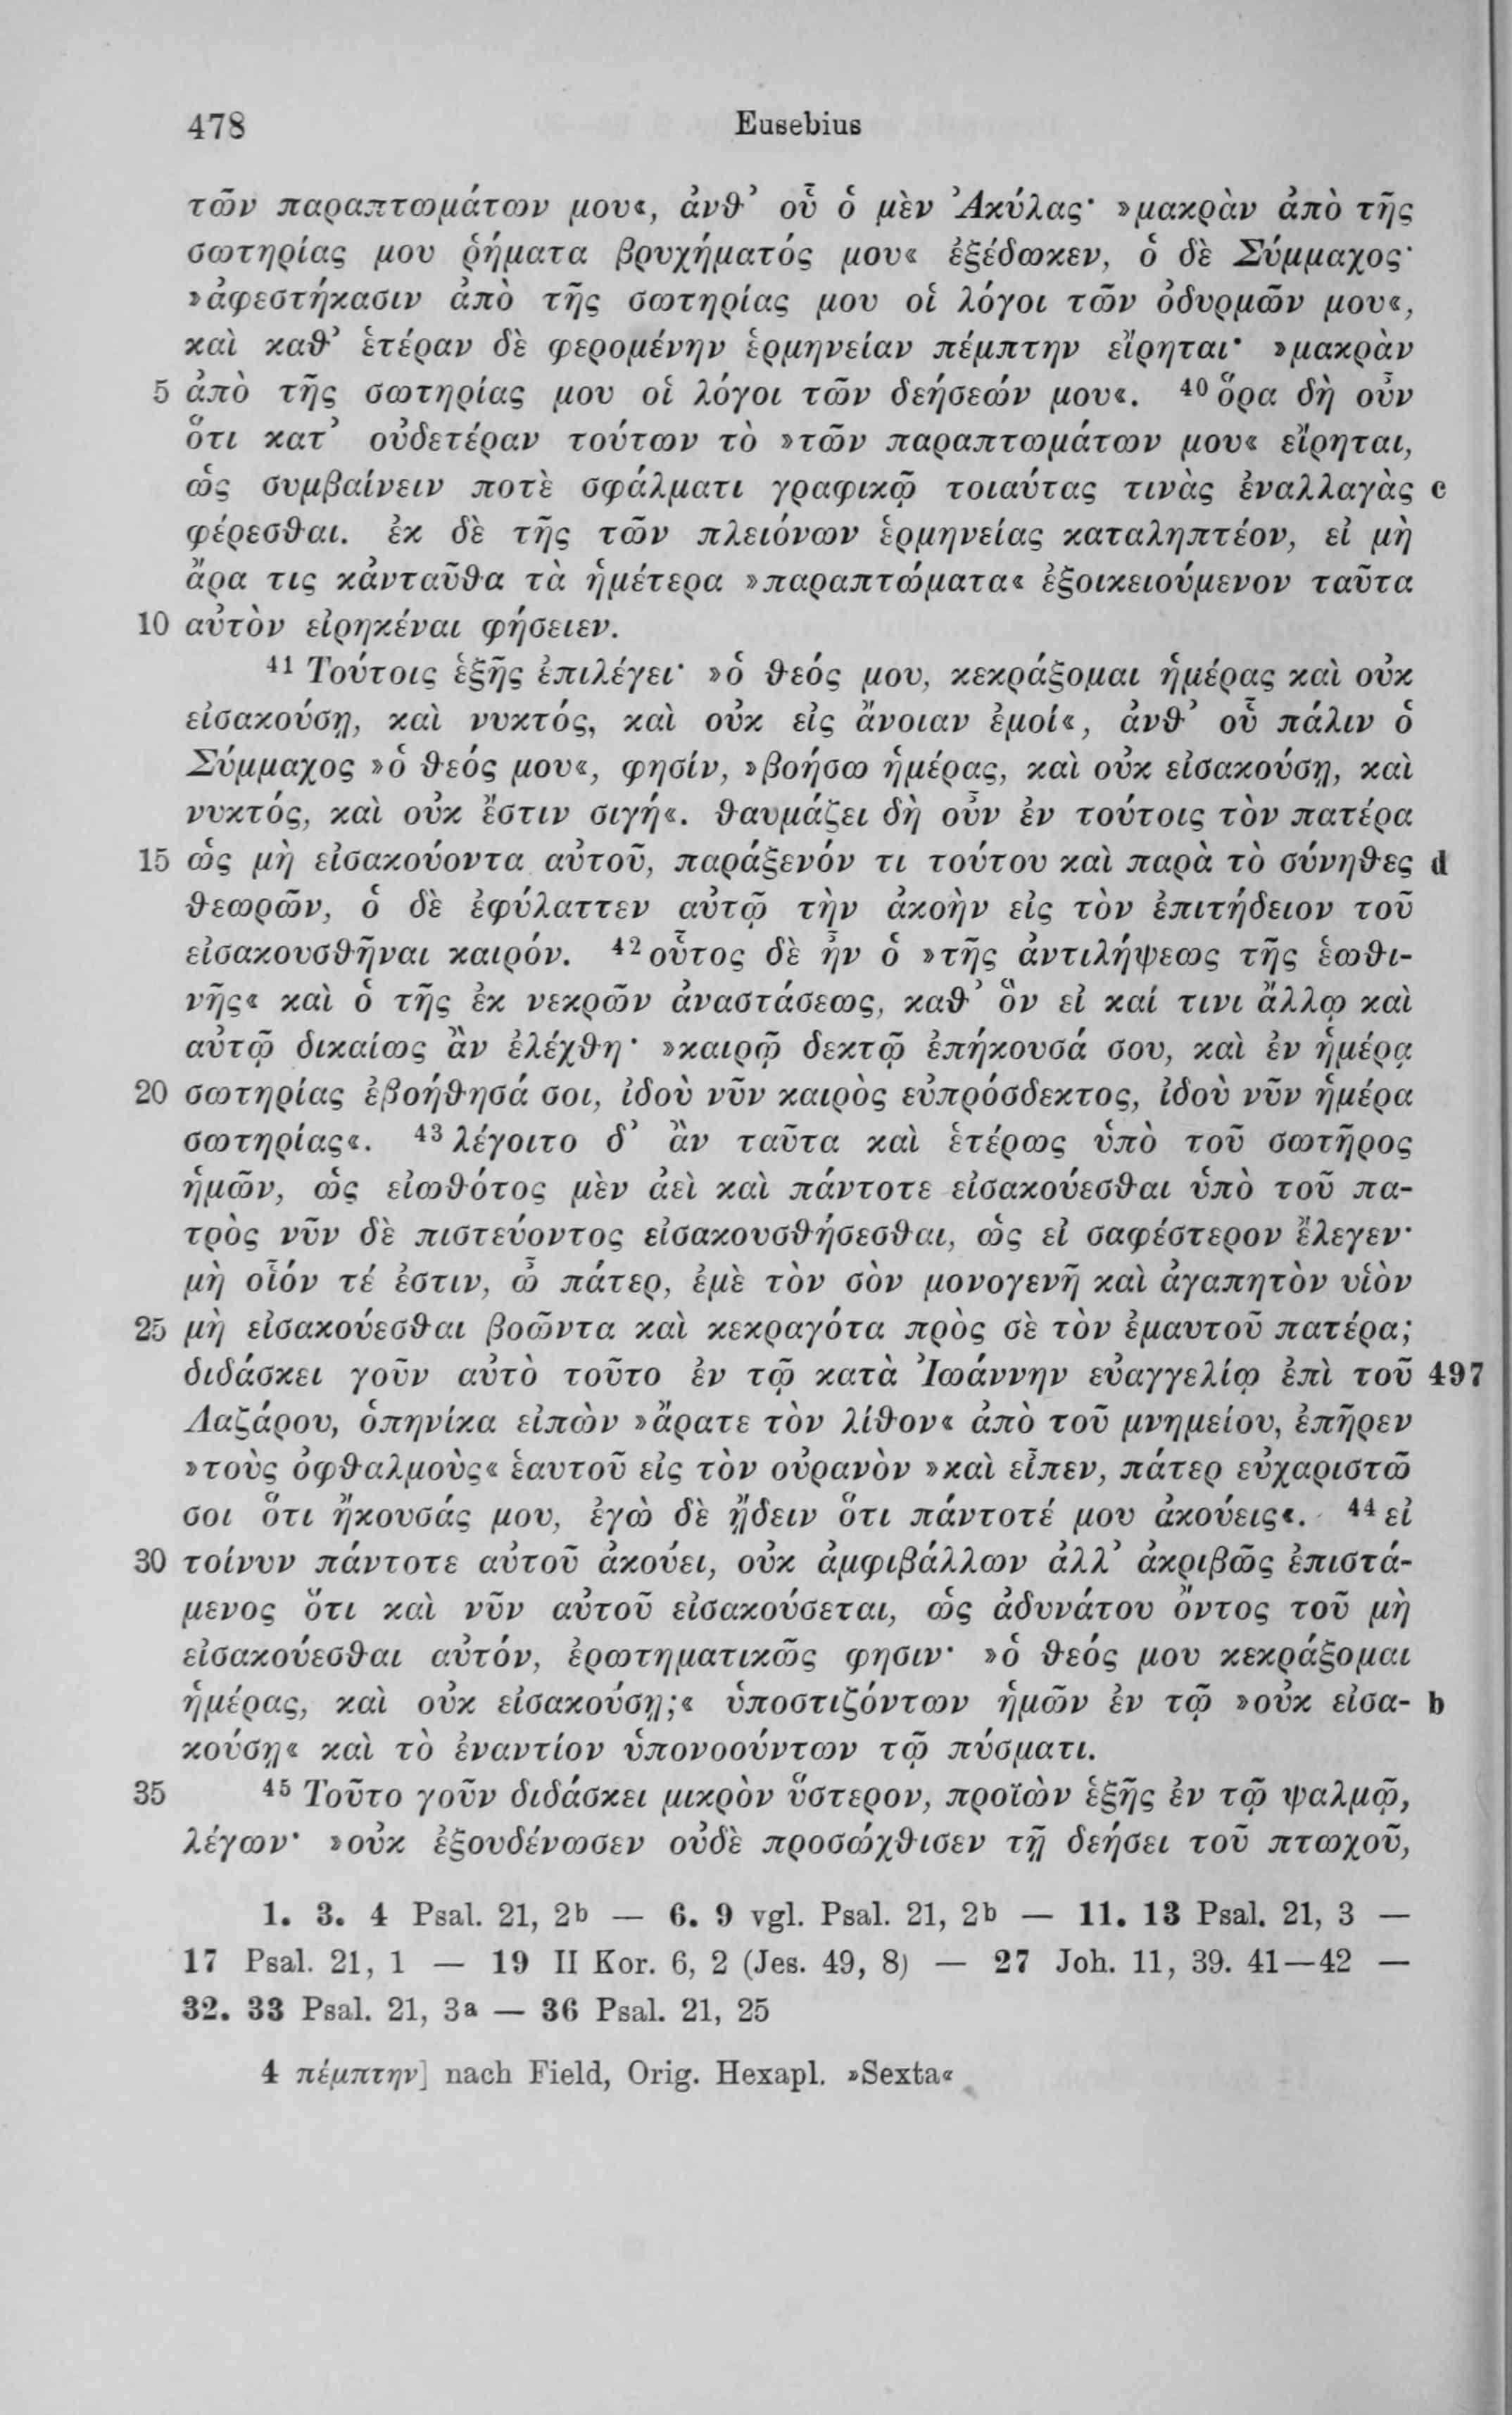 478 Eusebius
τῶν παραπτωμάτων μου«, ἀνθ’ οὗ ὁ μὲν Ἀκύλας· »μακρὰν ἀπὸ τῆς
σωτηρίας μου ῥήματα βρυχήματός μου« ἐξέδωκεν, ὁ δὲ Σύμμαχος·
»ἀφεστήκασιν ἀπὸ τῆς σωτηρίας μου οἱ λόγοι τῶν ὀδυρμῶν μου«,
καὶ καθ’ ἑτέραν δὲ φερομένην ἑρμηνείαν πέμπτην εἴρηται· »μακρὰν
5 ἀπὸ τῆς σωτηρίας μου οἱ λόγοι τῶν δεήσεών μου«. 40 ὅρα δὴ οὖν
ὅτι κατ’ οὐδετέραν τούτων τὸ »τῶν παραπτωμάτων μου« εἴρηται,
ὡς συμβαίνειν ποτὲ σφάλματι γραφικῷ τοιαύτας τινὰς ἐναλλαγὰς c
φέρεσθαι. ἐκ δὲ τῆς τῶν πλειόνων ἑρμηνείας καταληπτέον, εἰ μὴ
ἄρα τις κἀνταῦθα τὰ ἡμέτερα »παραπτώματα« ἐξοικειούμενον ταῦτα
10 αὐτὸν εἰρηκέναι φήσειεν.
41 Τούτοις ἑξῆς ἐπιλέγει· »ὁ θεός μου, κεκράξομαι ἡμέρας καὶ οὐκ
εἰσακούσῃ, καὶ νυκτός, καὶ οὐκ εἰς ἄνοιαν ἐμοί«, ἀνθ’ οὗ πάλιν ὁ
Σύμμαχος »ὁ θεός μου«, φησίν, »βοήσω ἡμέρας, καὶ οὐκ εἰσακούσῃ, καὶ
νυκτός, καὶ οὐκ ἔστιν σιγή«. θαυμάζει δὴ οὖν ἐν τούτοις τὸν πατέρα
15 ὡς μὴ εἰσακούοντα αὐτοῦ, παράξενόν τι τούτου καὶ παρὰ τὸ σύνηθες d
θεωρῶν, ὁ δὲ ἐφύλαττεν αὐτῷ τὴν ἀκοὴν εἰς τὸν ἐπιτήδειον τοῦ
εἰσακουσθῆναι καιρόν. 42 οὗτος δὲ ἦν ὁ »τῆς ἀντιλήψεως τῆς ἑωθι-
νῆς« καὶ ὁ τῆς ἐκ νεκρῶν ἀναστάσεως, καθ’ ὃν εἰ καί τινι ἄλλῳ καὶ
αὐτῷ δικαίως ἂν ἐλέχθη· »καιρῷ δεκτῷ ἐπήκουσά σου, καὶ ἐν ἡμέρᾳ
20 σωτηρίας ἐβοήθησά σοι, ἰδοὺ νῦν καιρὸς εὐπρόσδεκτος, ἰδοὺ νῦν ἡμέρα
σωτηρίας«. 43 λέγοιτο δ’ ἂν ταῦτα καὶ ἑτέρως ὑπὸ τοῦ σωτῆρος
ἡμῶν, ὡς εἰωθότος μὲν ἀεὶ καὶ πάντοτε εἰσακούεσθαι ὑπὸ τοῦ πα-
τρὸς νῦν δὲ πιστεύοντος εἰσακουσθήσεσθαι, ὡς εἰ σαφέστερον ἔλεγεν·
μὴ οἷόν τέ ἐστιν, ὦ πάτερ, ἐμὲ τὸν σὸν μονογενῆ καὶ ἀγαπητὸν υἱὸν
25 μὴ εἰσακούεσθαι βοῶντα καὶ κεκραγότα πρὸς σὲ τὸν ἐμαυτοῦ πατέρα;
διδάσκει γοῦν αὐτὸ τοῦτο ἐν τῷ κατὰ Ἰωάννην εὐαγγελίῳ ἐπὶ τοῦ 497
Λαζάρου, ὁπηνίκα εἰπὼν »ἄρατε τὸν λίθον« ἀπὸ τοῦ μνημείου, ἐπῆρεν
»τοὺς ὀφθαλμοὺς« ἑαυτοῦ εἰς τὸν οὐρανὸν »καὶ εἶπεν, πάτερ εὐχαριστῶ
σοι ὅτι ἤκουσάς μου, ἐγὼ δὲ ᾔδειν ὅτι πάντοτέ μου ἀκούεις«. 44 εἰ
30 τοίνυν πάντοτε αὐτοῦ ἀκούει, οὐκ ἀμφιβάλλων ἀλλ’ ἀκριβῶς ἐπιστά-
μενος ὅτι καὶ νῦν αὐτοῦ εἰσακούσεται, ὡς ἀδυνάτου ὄντος τοῦ μὴ
εἰσακούεσθαι αὐτόν, ἐρωτηματικῶς φησιν· »ὁ θεός μου κεκράξομαι
ἡμέρας, καὶ οὐκ εἰσακούσῃ;« ὑποστιζόντων ἡμῶν ἐν τῷ »οὐκ εἰσα- b
κούσῃ« καὶ τὸ ἐναντίον ὑπονοούντων τῷ πύσματι.
35 45 Τοῦτο γοῦν διδάσκει μικρὸν ὕστερον, προϊὼν ἑξῆς ἐν τῷ ψαλμῷ,
λέγων· »οὐκ ἐξουδένωσεν οὐδὲ προσώχθισεν τῇ δεήσει τοῦ πτωχοῦ,
1. 3. 4 Psal. 21, 2b — 6. 9 vgl. Psal. 21, 2b — 11. 13 Psal. 21, 3 —
17 Psal. 21, 1 — 19 II Kor. 6, 2 (Jes. 49, 8) — 27 Joh. 11, 39. 41—42 —
32. 33 Psal. 21, 3a — 36 Psal. 21, 25
4 πέμπτην] nach Field, Orig. Hexapl. »Sexta«